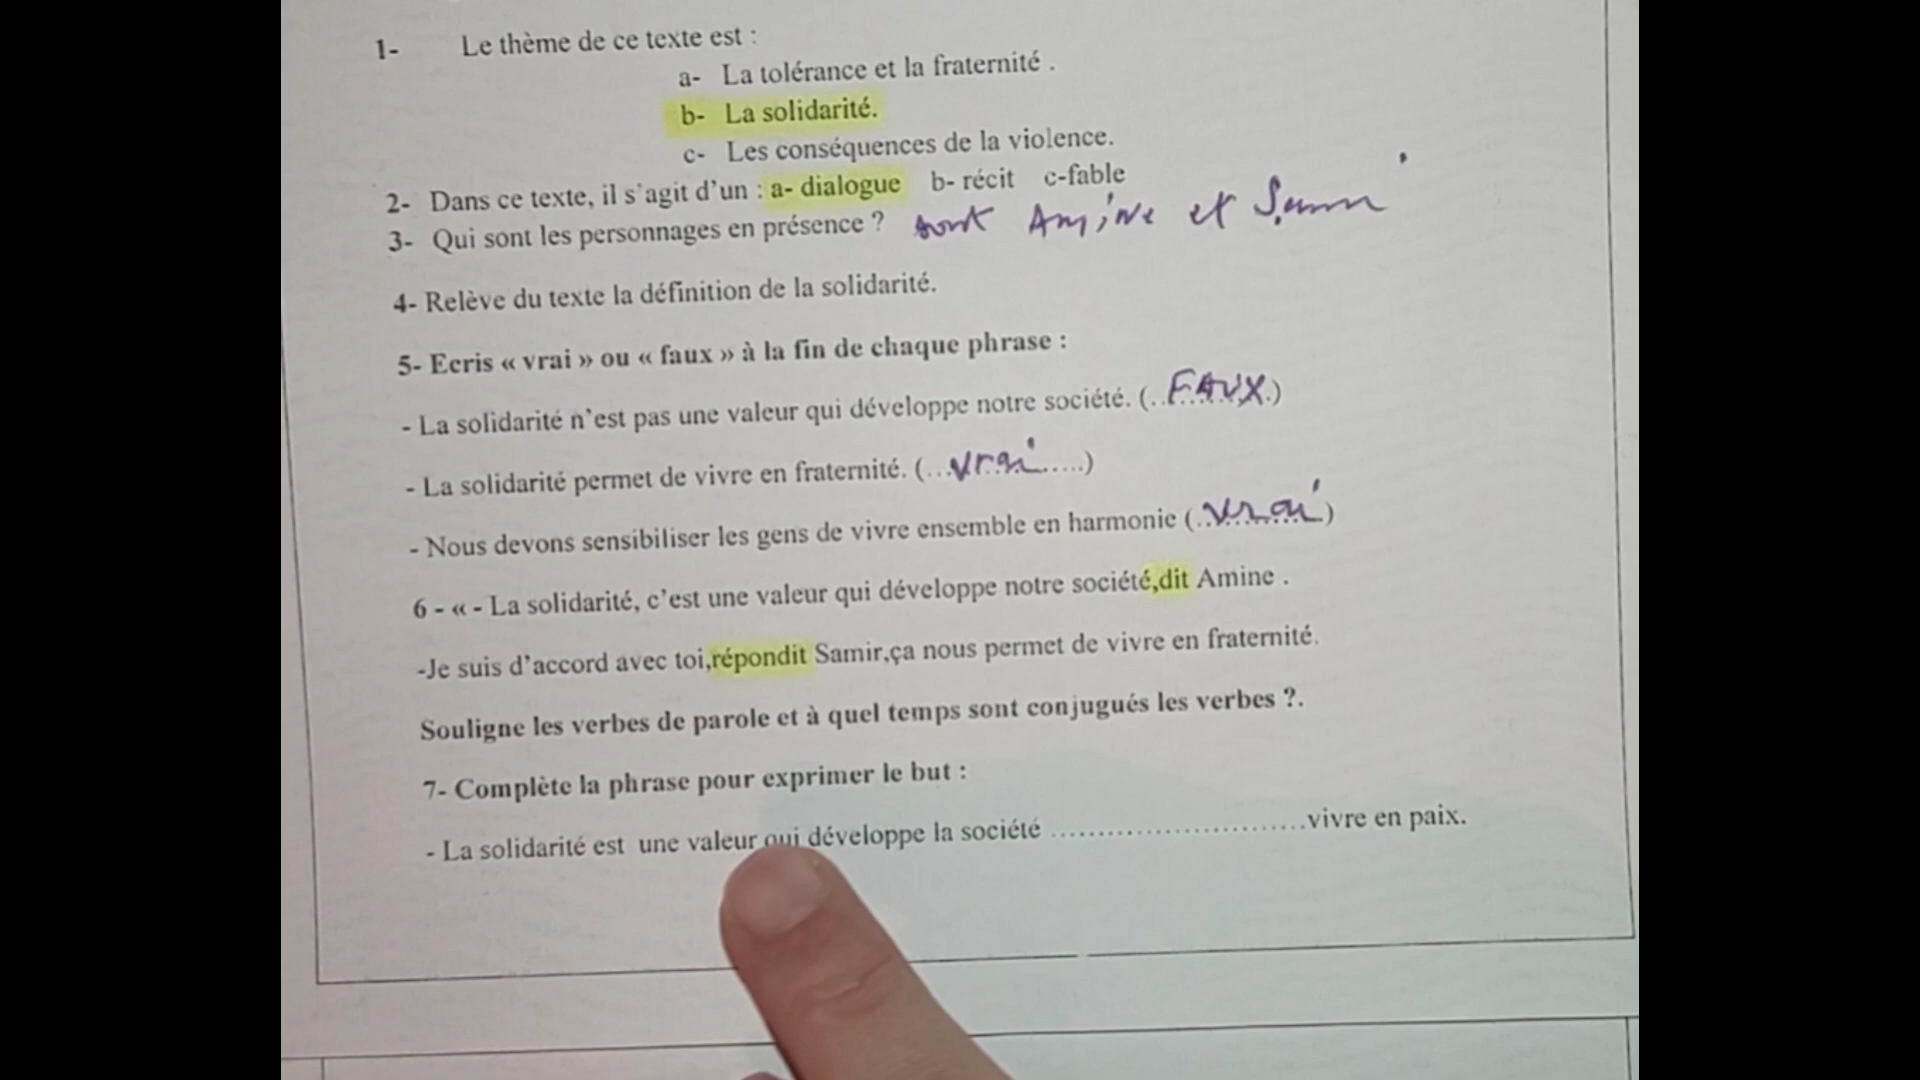 1- Le thème de ce texte est :
a- La tolérance et la fraternité .
b- La solidarité.
c- Les conséquences de la violence.
2- Dans ce texte, il s'agit d'un : a- dialogue b- récit c-fable
3- Qui sont les personnages en présence ? sont Amine et Samir
4- Relève du texte la définition de la solidarité.
5- Ecris « vrai » ou « faux » à la fin de chaque phrase :
- La solidarité n'est pas une valeur qui développe notre société. (..FAUX.)
- La solidarité permet de vivre en fraternité. (...vrai.....)
- Nous devons sensibiliser les gens de vivre ensemble en harmonie (..vrai)
6 - « - La solidarité, c'est une valeur qui développe notre société,dit Amine .
-Je suis d'accord avec toi,répondit Samir,ça nous permet de vivre en fraternité.
Souligne les verbes de parole et à quel temps sont conjugués les verbes ?.
7- Complète la phrase pour exprimer le but :
- La solidarité est une valeur qui développe la société ...........................vivre en paix.